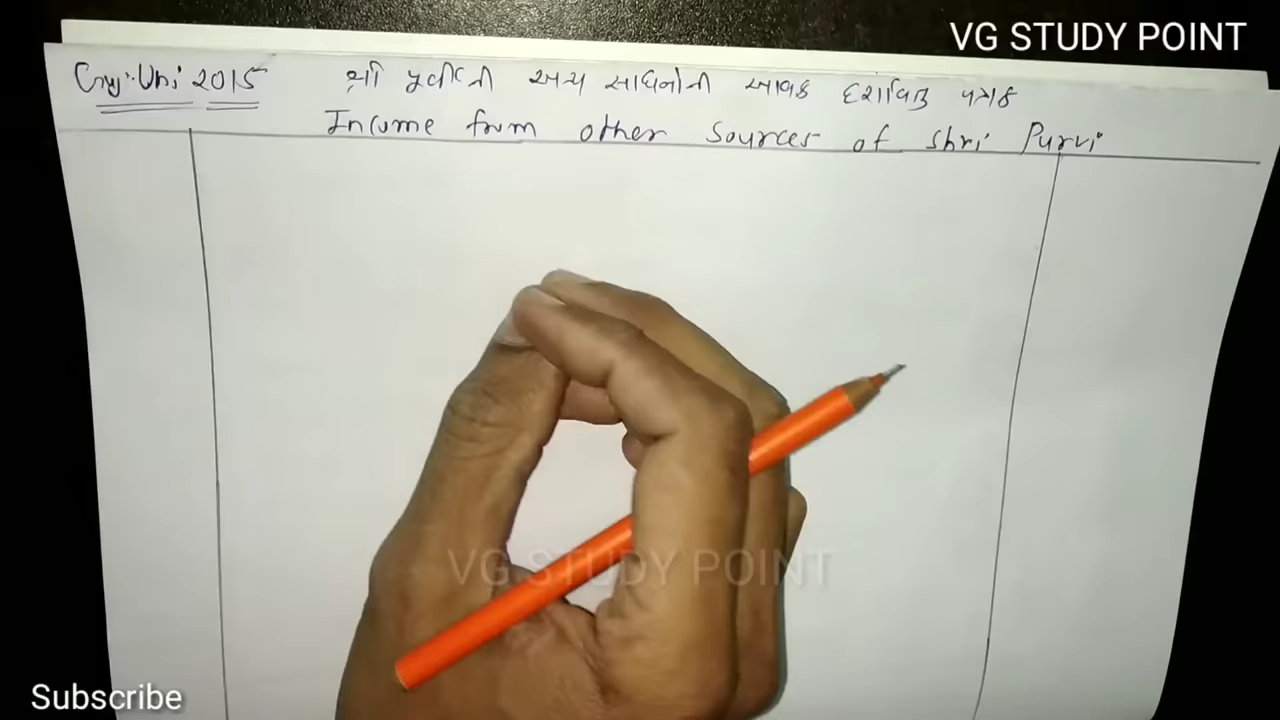 VG STUDY POINT
Guj. Uni 2015
શ્રી પૂર્વીની અન્ય સાધનોની આવક દર્શાવતું પત્રક
Income from other Sources of Shri Purvi
VG STUDY POINT
Subscribe